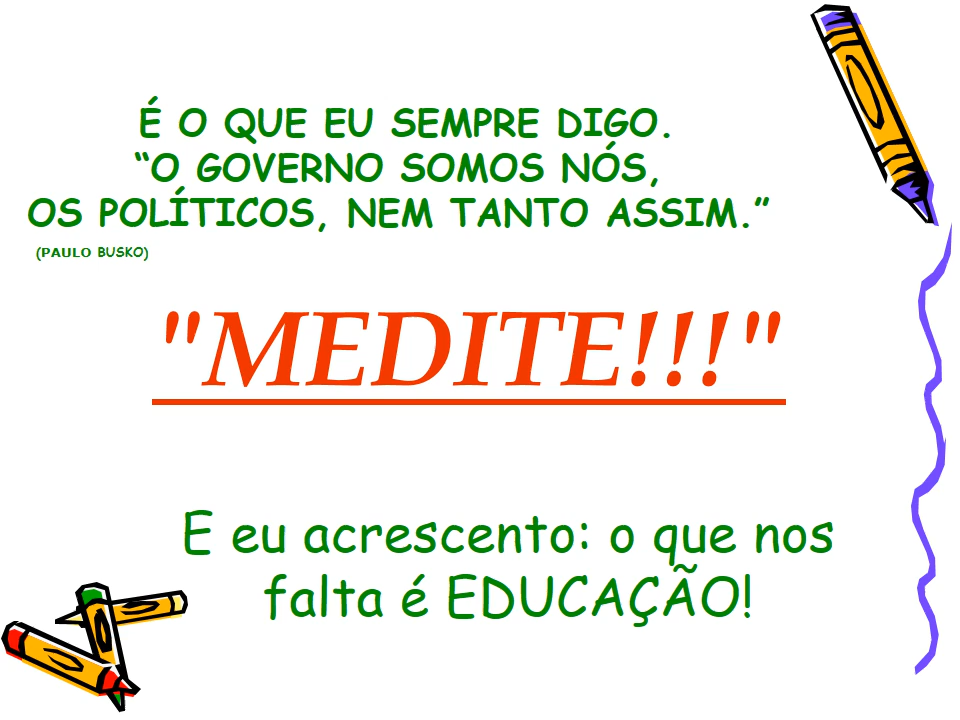 É O QUE EU SEMPRE DIGO.
“O GOVERNO SOMOS NÓS,
OS POLÍTICOS, NEM TANTO ASSIM.”
(PAULO BUSKO)
"MEDITE!!!"
E eu acrescento: o que nos
falta é EDUCAÇÃO!